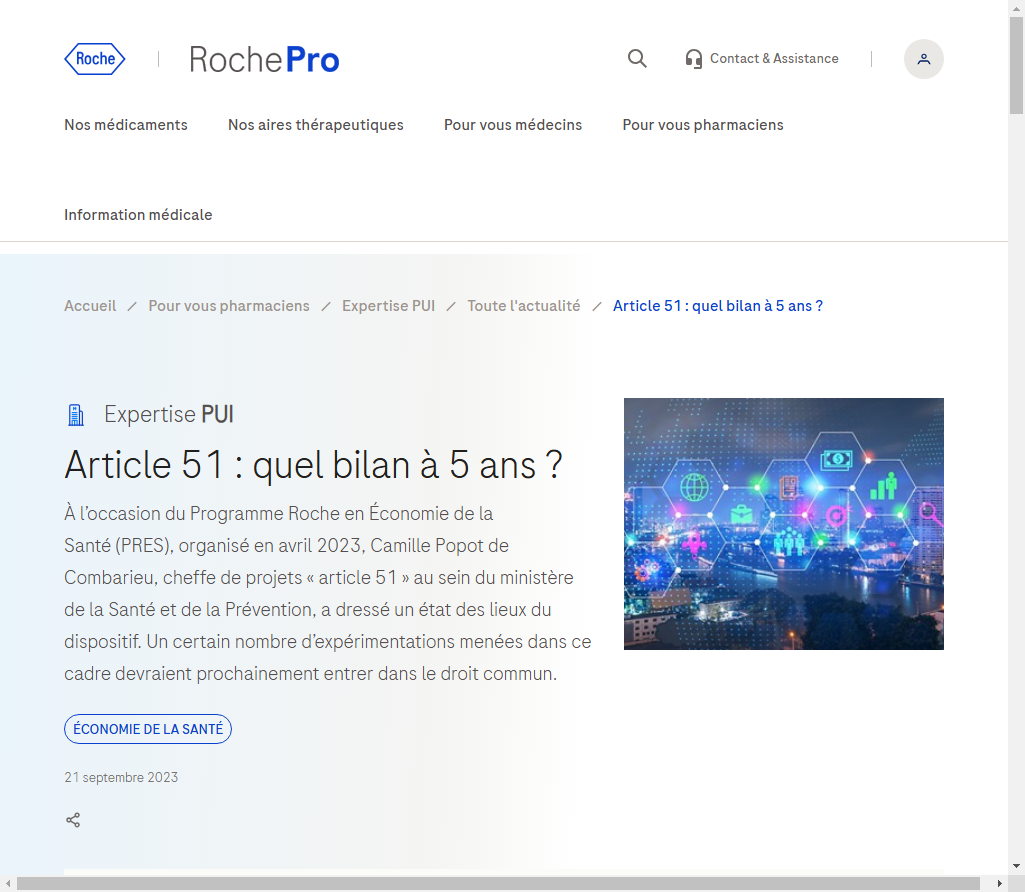 Roche
RochePro
Contact & Assistance
Nos médicaments
Nos aires thérapeutiques
Pour vous médecins
Pour vous pharmaciens
Information médicale
Accueil / Pour vous pharmaciens / Expertise PUI / Toute l'actualité / Article 51 : quel bilan à 5 ans ?
Expertise PUI
Article 51 : quel bilan à 5 ans ?
À l’occasion du Programme Roche en Économie de la
Santé (PRES), organisé en avril 2023, Camille Popot de
Combarieu, cheffe de projets « article 51 » au sein du ministère
de la Santé et de la Prévention, a dressé un état des lieux du
dispositif. Un certain nombre d’expérimentations menées dans ce
cadre devraient prochainement entrer dans le droit commun.
ÉCONOMIE DE LA SANTÉ
21 septembre 2023